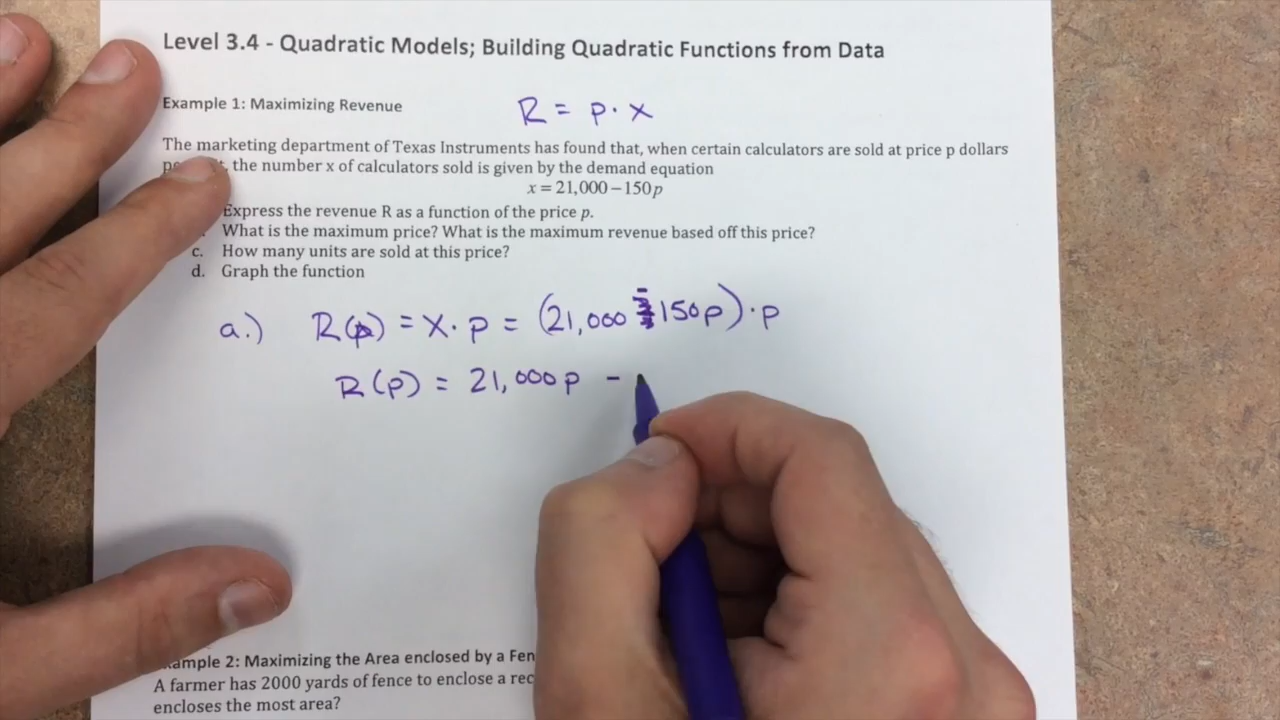 Level 3.4 - Quadratic Models; Building Quadratic Functions from Data
Example 1: Maximizing Revenue
R = p · x
The marketing department of Texas Instruments has found that, when certain calculators are sold at price p dollars
the number x of calculators sold is given by the demand equation
x = 21,000 – 150p
Express the revenue R as a function of the price p.
What is the maximum price? What is the maximum revenue based off this price?
c. How many units are sold at this price?
d. Graph the function
a.) R(p) = x · p = (21,000 - 150p) · p
R(p) = 21,000p -
Example 2: Maximizing the Area enclosed by a
A farmer has 2000 yards of fence to enclose a
encloses the most area?